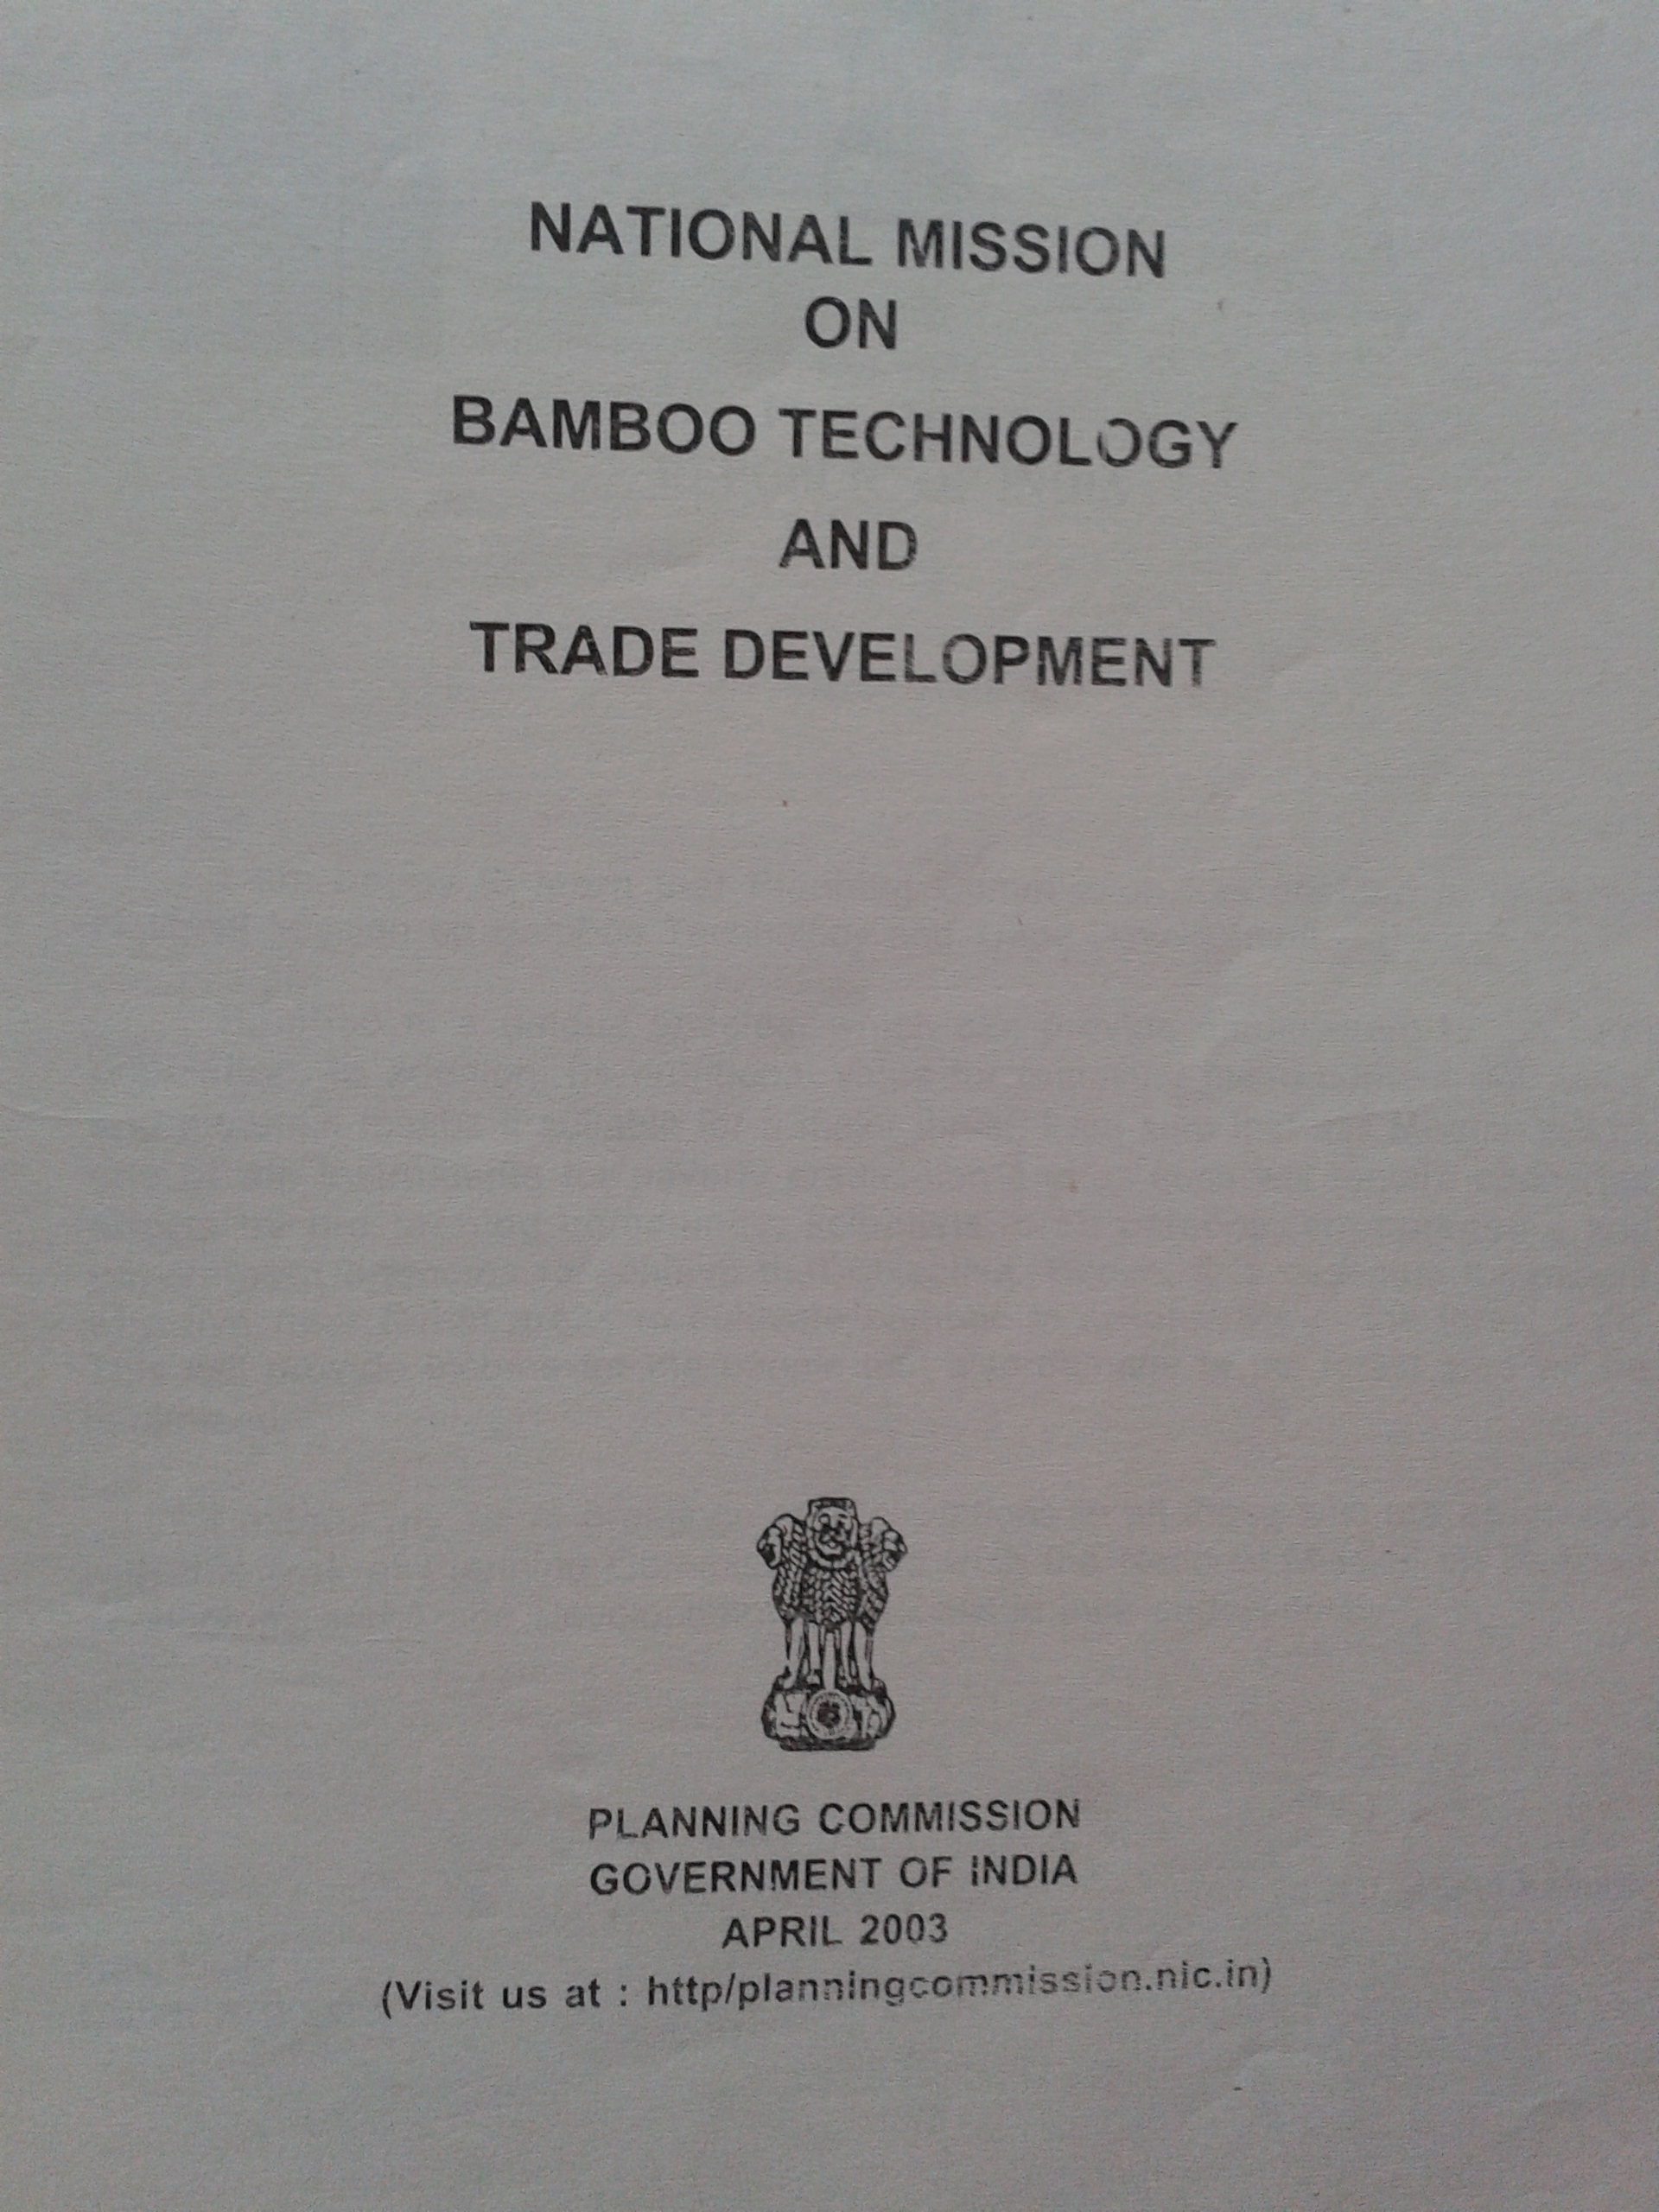 NATIONAL MISSION
ON
BAMBOO TECHNOLOGY
AND
TRADE DEVELOPMENT
PLANNING COMMISSION
GOVERNMENT OF INDIA
APRIL 2003
(Visit us at : http/planningcommission.nic.in)